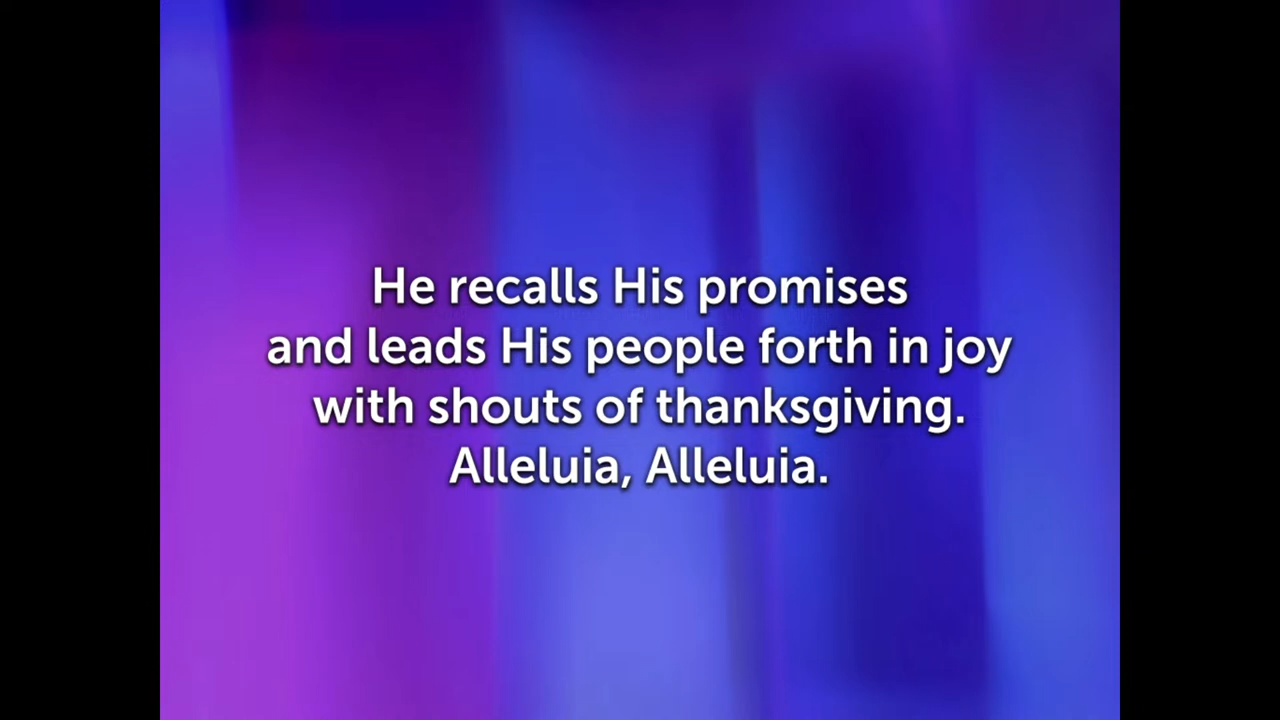 He recalls His promises
and leads His people forth in joy
with shouts of thanksgiving.
Alleluia, Alleluia.